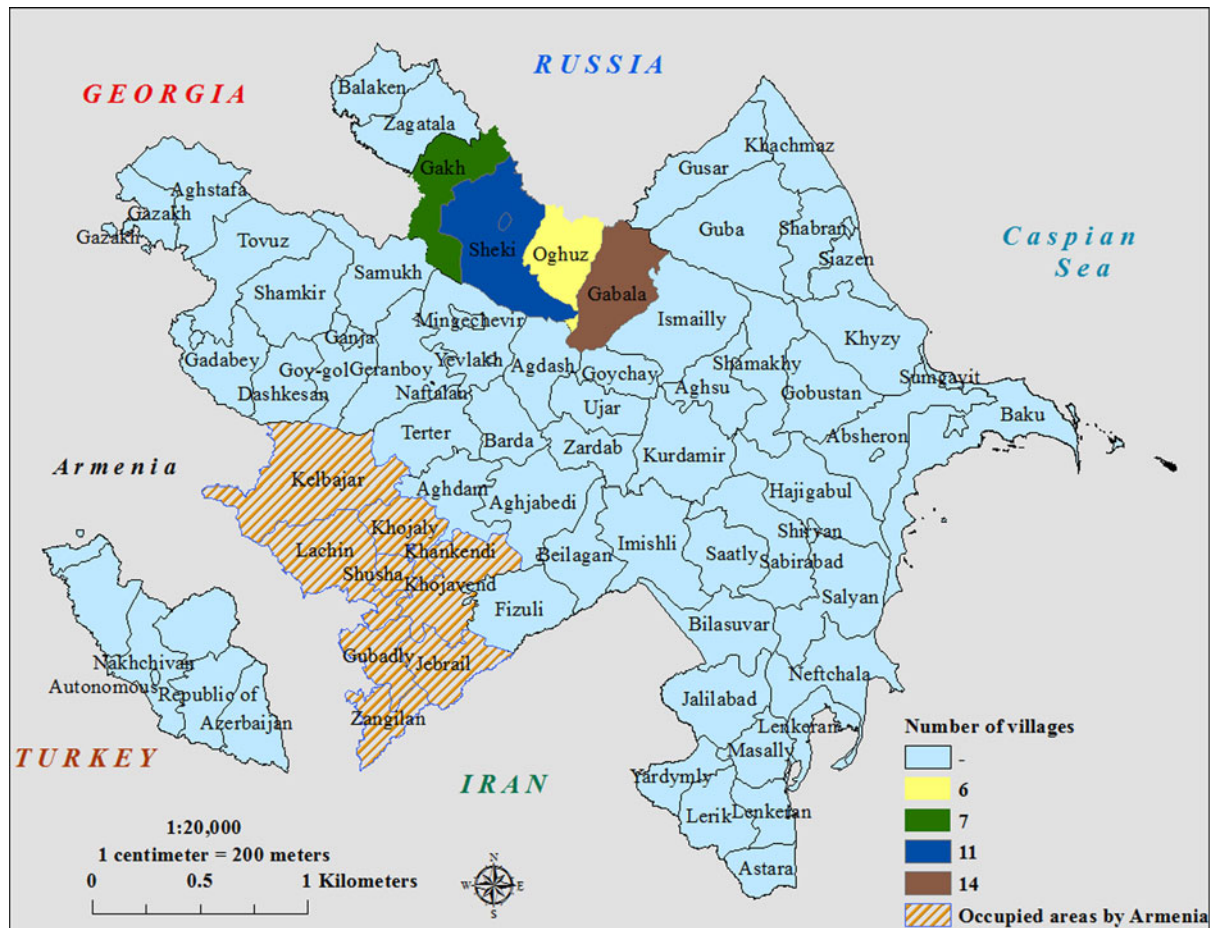 RUSSIA
GEORGIA
Balaken
Zagatala
Gakh
Khachmaz
Gusar
Aghstafa
Gazakh
Gazakh
Tovuz
Guba
Shabran
Caspian
Sea
Sheki
Oghuz
Siazen
Samukh
Shamkir
Gabala
Mingechevir
Ismailly
Ganja
Khyzy
Gadabey
Goy-gol
Geranboy
Yevlakh
Agdash
Goychay
Shamakhy
Sumgayit
Dashkesan
Naftalan
Aghsu
Gobustan
Ujar
Baku
Terter
Barda
Zardab
Absheron
Kurdamir
Armenia
Kelbajar
Aghdam
Aghjabedi
Hajigabul
Khojaly
Shirvan
Lachin
Khankendi
Beilagan
Imishli
Saatly
Sabirabad
Shusha
Khojavend
Salyan
Fizuli
Bilasuvar
Gubadly
Jebrail
Nakhchivan
Autonomous
Republic of
Azerbaijan
Neftchala
Jalilabad
Zangilan
Lenkeram
TURKEY
Masally
IRAN
Yardymly
Lerik
Lenkeran
Astara
1:20,000
1 centimeter = 200 meters
0 0.5 1 Kilometers
N
W E
S
Number of villages
-
6
7
11
14
Occupied areas by Armenia